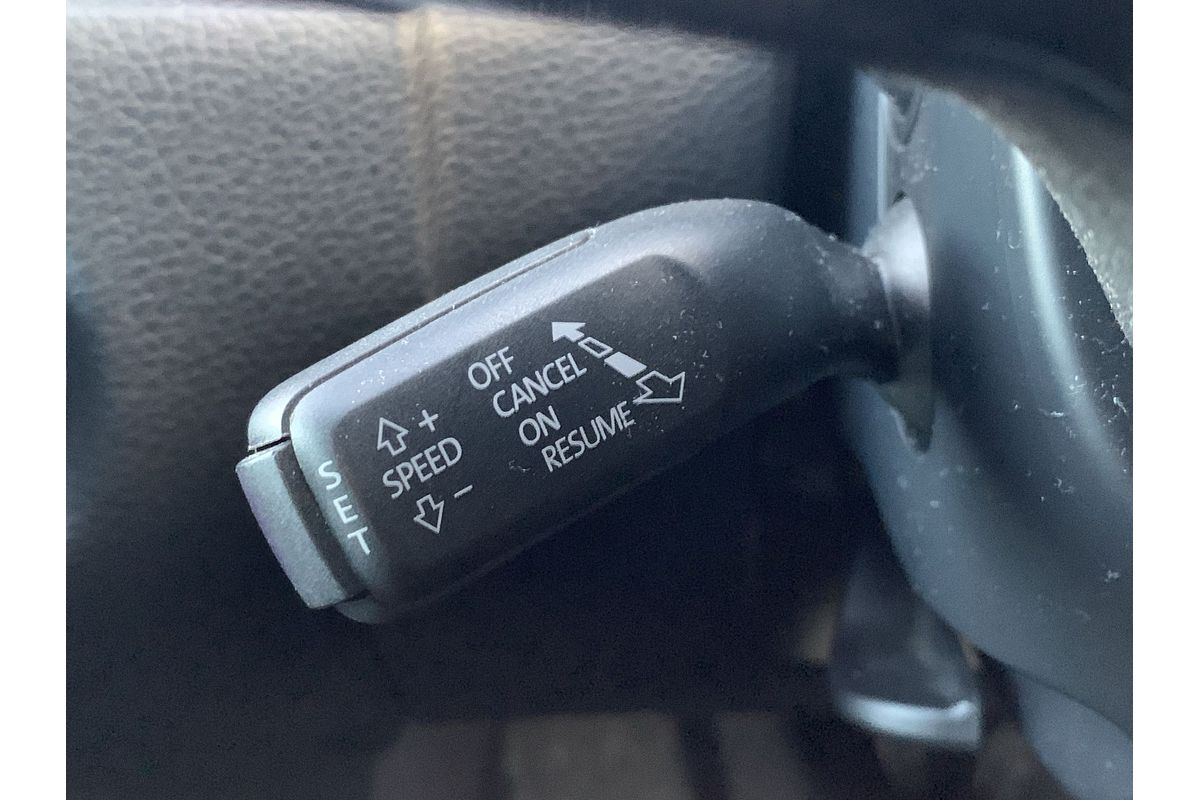 OFF
CANCEL
ON
RESUME
+
SPEED
−
SET